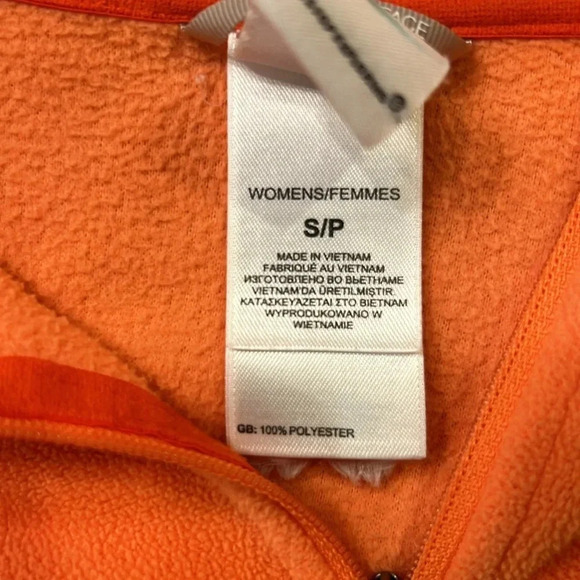 FACE
WOMENS/FEMMES
S/P
MADE IN VIETNAM
FABRIQUÉ AU VIETNAM
ИЗГОТОВЛЕНО ВО ВЬЕТНАМЕ
VIETNAM'DA ÜRETILMIŞTIR.
ΚΑΤΑΣΚΕΥΑΖΕΤΑΙ ΣΤΟ ΒΙΕΤΝΑΜ
WYPRODUKOWANO W
WIETNAMIE
GB: 100% POLYESTER